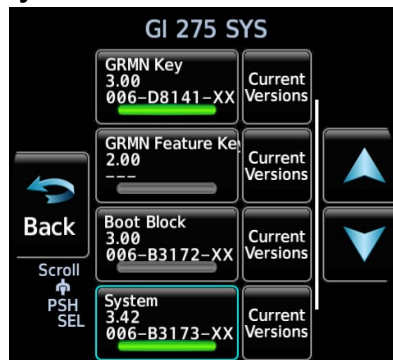 GI 275 SYS
GRMN Key
3.00
006-D8141-XX
Current
Versions
GRMN Feature Key
2.00
---
Current
Versions
Boot Block
3.00
006-B3172-XX
Current
Versions
System
3.42
006-B3173-XX
Current
Versions
Back
Scroll
PSH
SEL